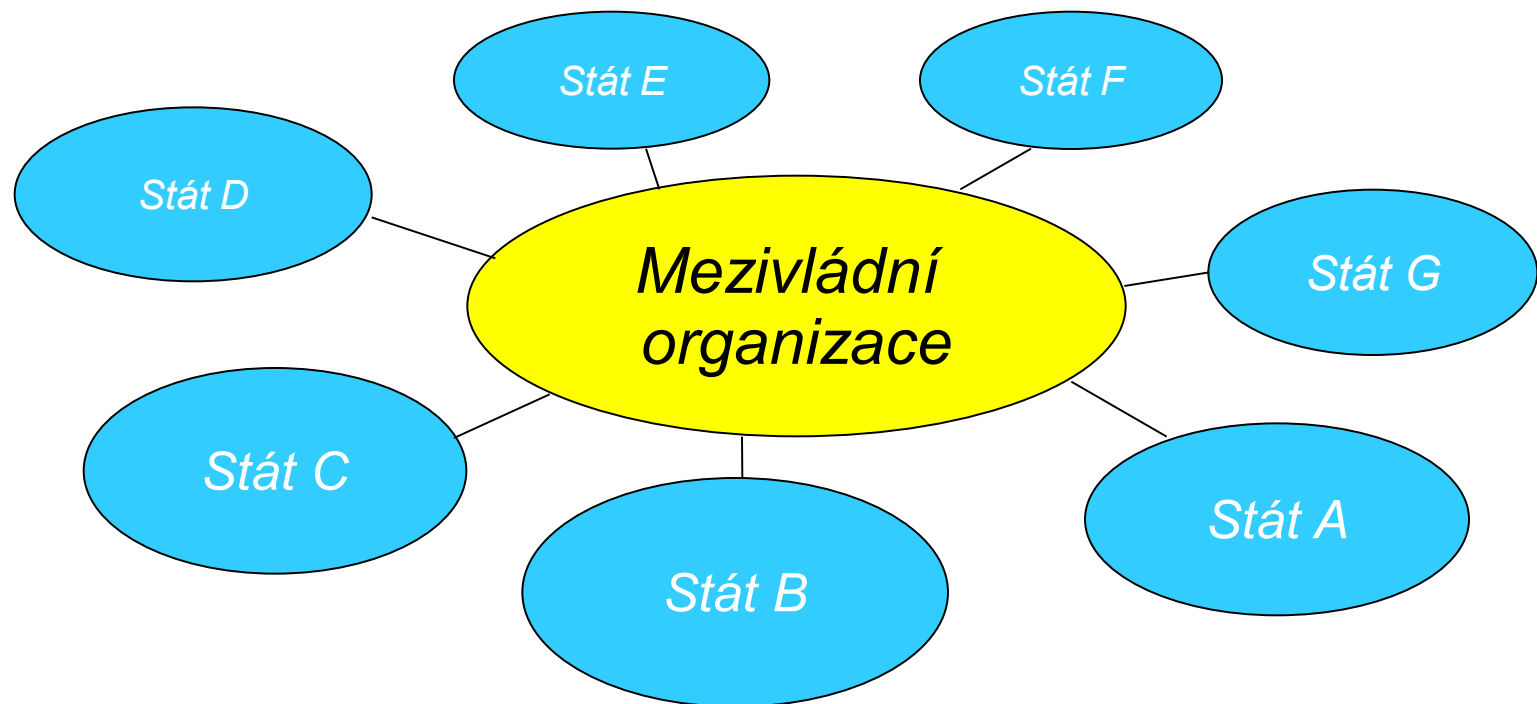 Stát E
Stát F
Stát D
Mezivládní
organizace
Stát G
Stát C
Stát A
Stát B